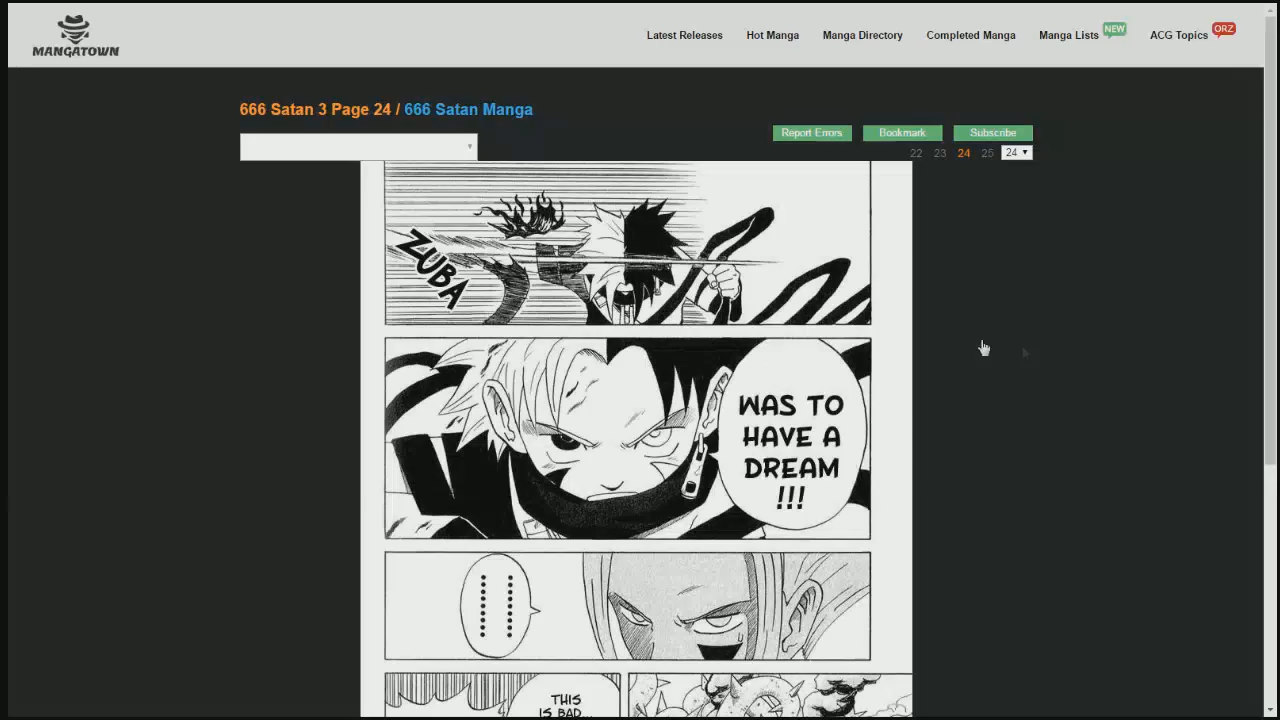 MANGATOWN
Latest Releases
Hot Manga
Manga Directory
Completed Manga
Manga Lists
NEW
ACG Topics
ORZ
666 Satan 3 Page 24 / 666 Satan Manga
Report Errors
Bookmark
Subscribe
22 23 24 25 24
ZUBA
WAS TO
HAVE A
DREAM
!!!
THIS
IS BAD...